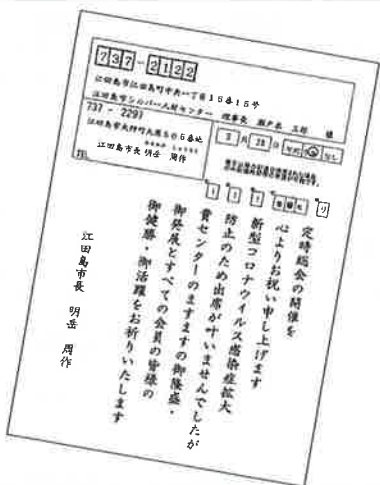 737-2122
江田島市江田島町中央一丁目15番15号
江田島市シルバー人材センター 理事長 瀬戸本 三郎 様
737-2297
江田島市大柿町大原505番地
江田島市長 明岳 周作
定時総会の開催を
心よりお祝い申し上げます
新型コロナウイルス感染症拡大
防止のため出席が叶いませんでしたが
貴センターのますますの御隆盛・
御発展とすべての会員の皆様の
御健勝・御活躍をお祈りいたします
江田島市長 明岳 周作